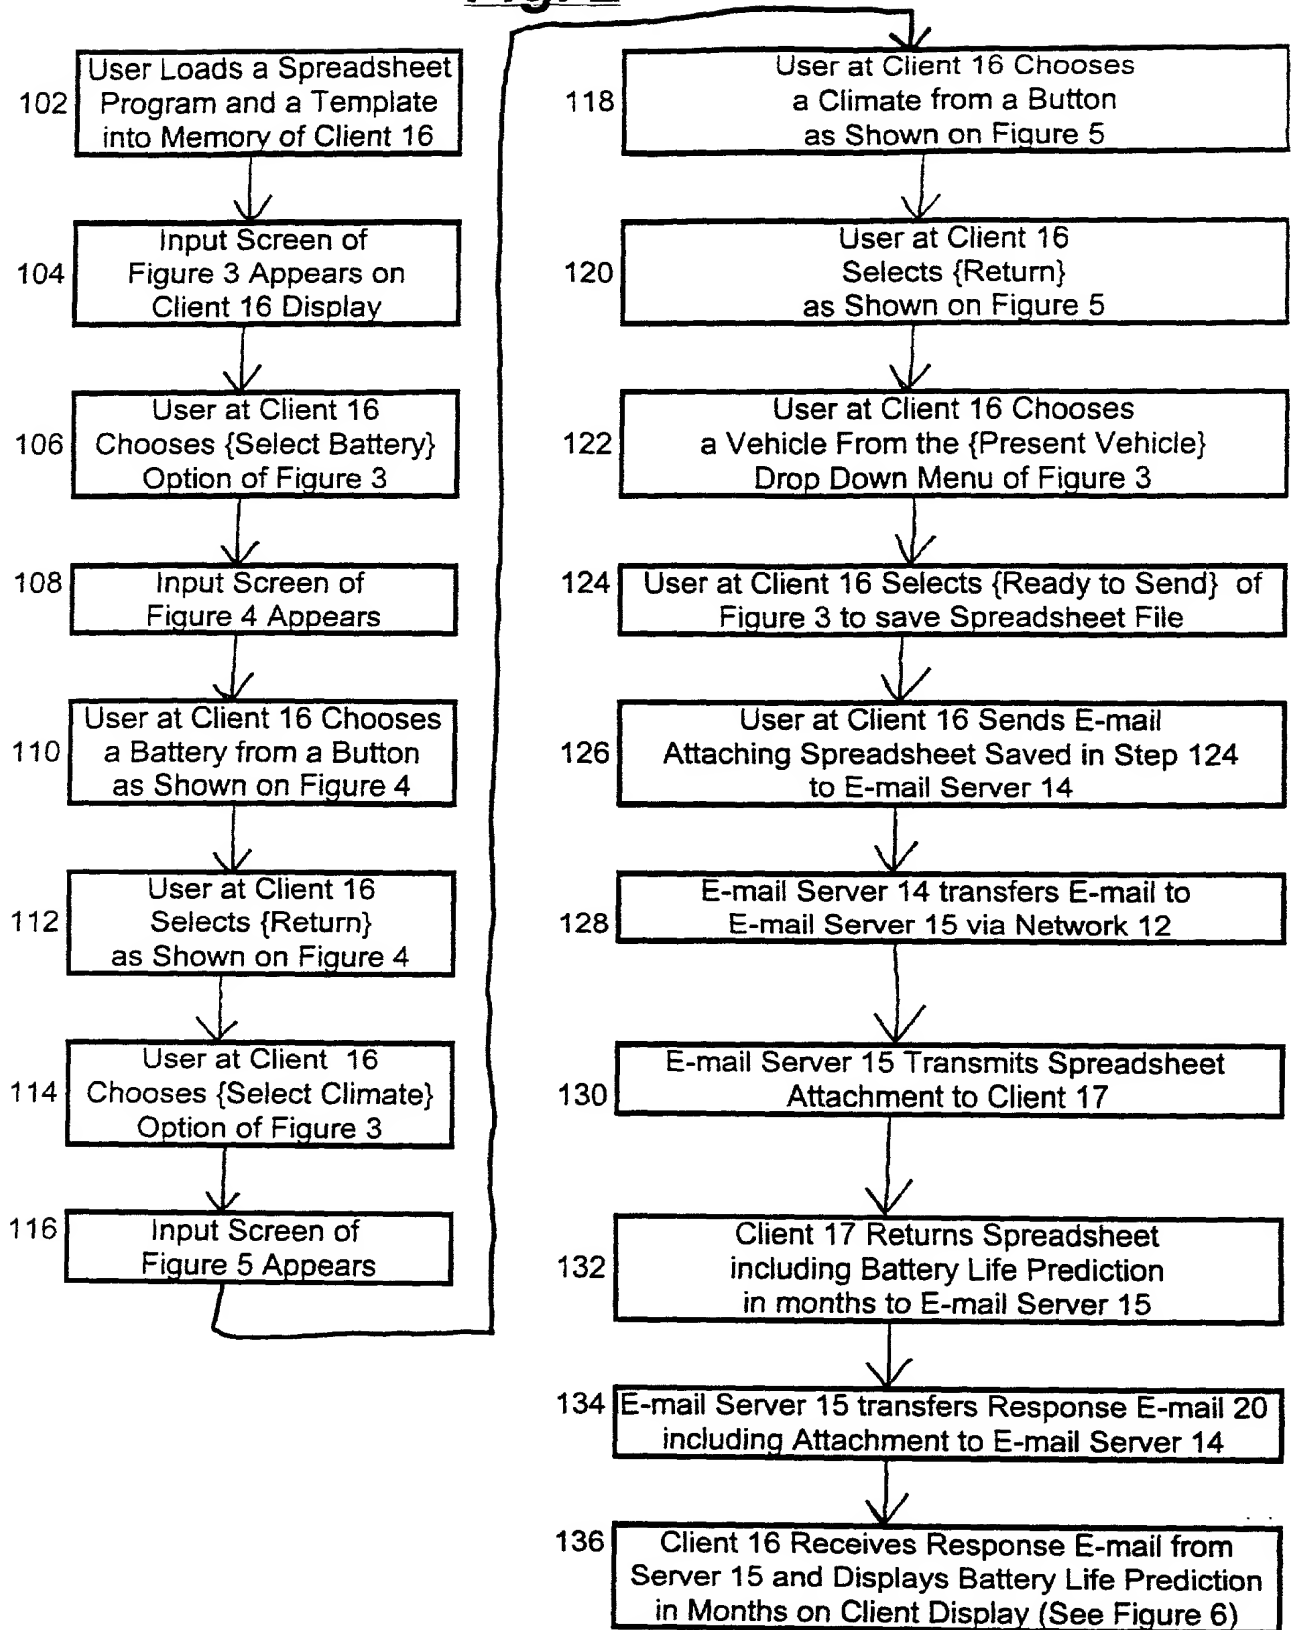 102
User Loads a Spreadsheet
Program and a Template
into Memory of Client 16
104
Input Screen of
Figure 3 Appears on
Client 16 Display
106
User at Client 16
Chooses {Select Battery}
Option of Figure 3
108
Input Screen of
Figure 4 Appears
110
User at Client 16 Chooses
a Battery from a Button
as Shown on Figure 4
112
User at Client 16
Selects {Return}
as Shown on Figure 4
114
User at Client 16
Chooses {Select Climate}
Option of Figure 3
116
Input Screen of
Figure 5 Appears
118
User at Client 16 Chooses
a Climate from a Button
as Shown on Figure 5
120
User at Client 16
Selects {Return}
as Shown on Figure 5
122
User at Client 16 Chooses
a Vehicle From the {Present Vehicle}
Drop Down Menu of Figure 3
124
User at Client 16 Selects {Ready to Send} of
Figure 3 to save Spreadsheet File
126
User at Client 16 Sends E-mail
Attaching Spreadsheet Saved in Step 124
to E-mail Server 14
128
E-mail Server 14 transfers E-mail to
E-mail Server 15 via Network 12
130
E-mail Server 15 Transmits Spreadsheet
Attachment to Client 17
132
Client 17 Returns Spreadsheet
including Battery Life Prediction
in months to E-mail Server 15
134
E-mail Server 15 transfers Response E-mail 20
including Attachment to E-mail Server 14
136
Client 16 Receives Response E-mail from
Server 15 and Displays Battery Life Prediction
in Months on Client Display (See Figure 6)